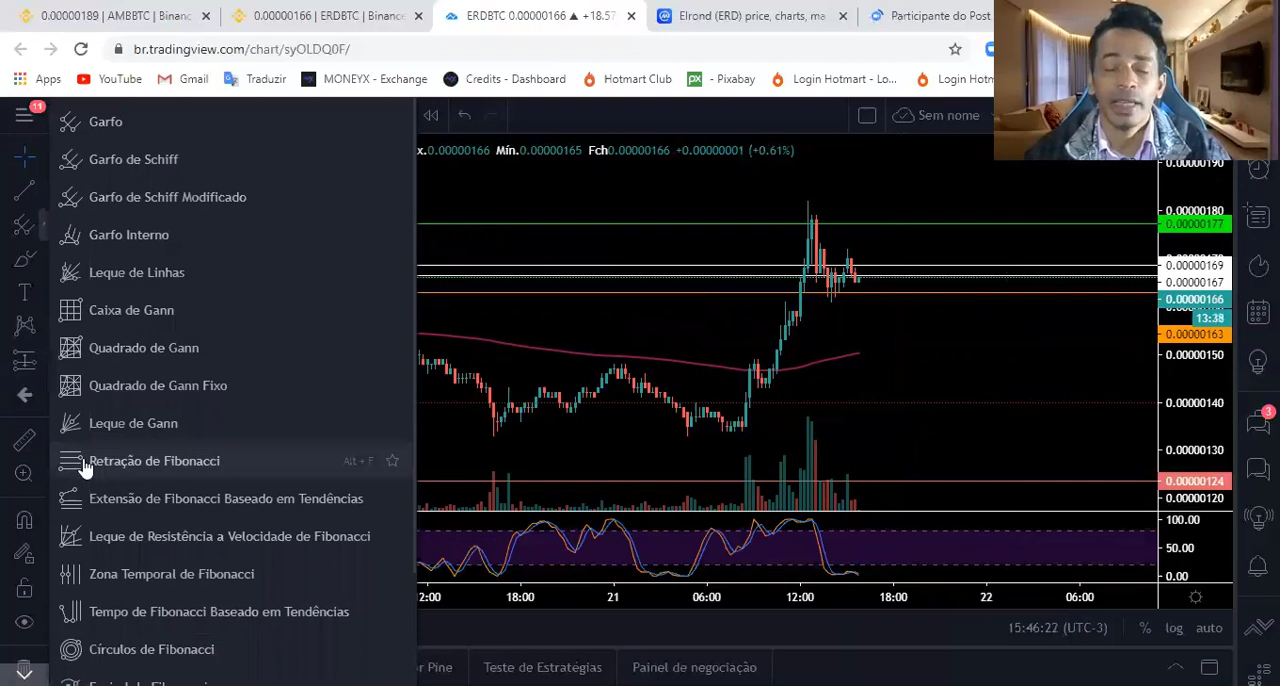 0.00000189 | AMBBTC | Binanc
0.00000166 | ERDBTC | Binance
ERDBTC 0.00000166 ▲ +18.57
Elrond (ERD) price, charts, ma
Participante do Post
br.tradingview.com/chart/syOLDQ0F/
Apps
YouTube
Gmail
Traduzir
MONEYX - Exchange
Credits - Dashboard
Hotmart Club
px - Pixabay
Login Hotmart - Lo...
Login Hotm
11
Garfo
Garfo de Schiff
Garfo de Schiff Modificado
Garfo Interno
Leque de Linhas
Caixa de Gann
Quadrado de Gann
Quadrado de Gann Fixo
Leque de Gann
Retração de Fibonacci Alt + F
Extensão de Fibonacci Baseado em Tendências
Leque de Resistência a Velocidade de Fibonacci
Zona Temporal de Fibonacci
Tempo de Fibonacci Baseado em Tendências
Círculos de Fibonacci
Sem nome
x.0.00000166 Mín.0.00000165 Fch0.00000166 +0.00000001 (+0.61%)
0.00000190
0.00000180
0.00000177
0.00000169
0.00000167
0.00000166
13:38
0.00000163
0.00000150
0.00000140
0.00000130
0.00000124
0.00000120
100.00
50.00
0.00
12:00 18:00 21 06:00 12:00 18:00 22 06:00
15:46:22 (UTC-3) % log auto
r Pine Teste de Estratégias Painel de negociação
3